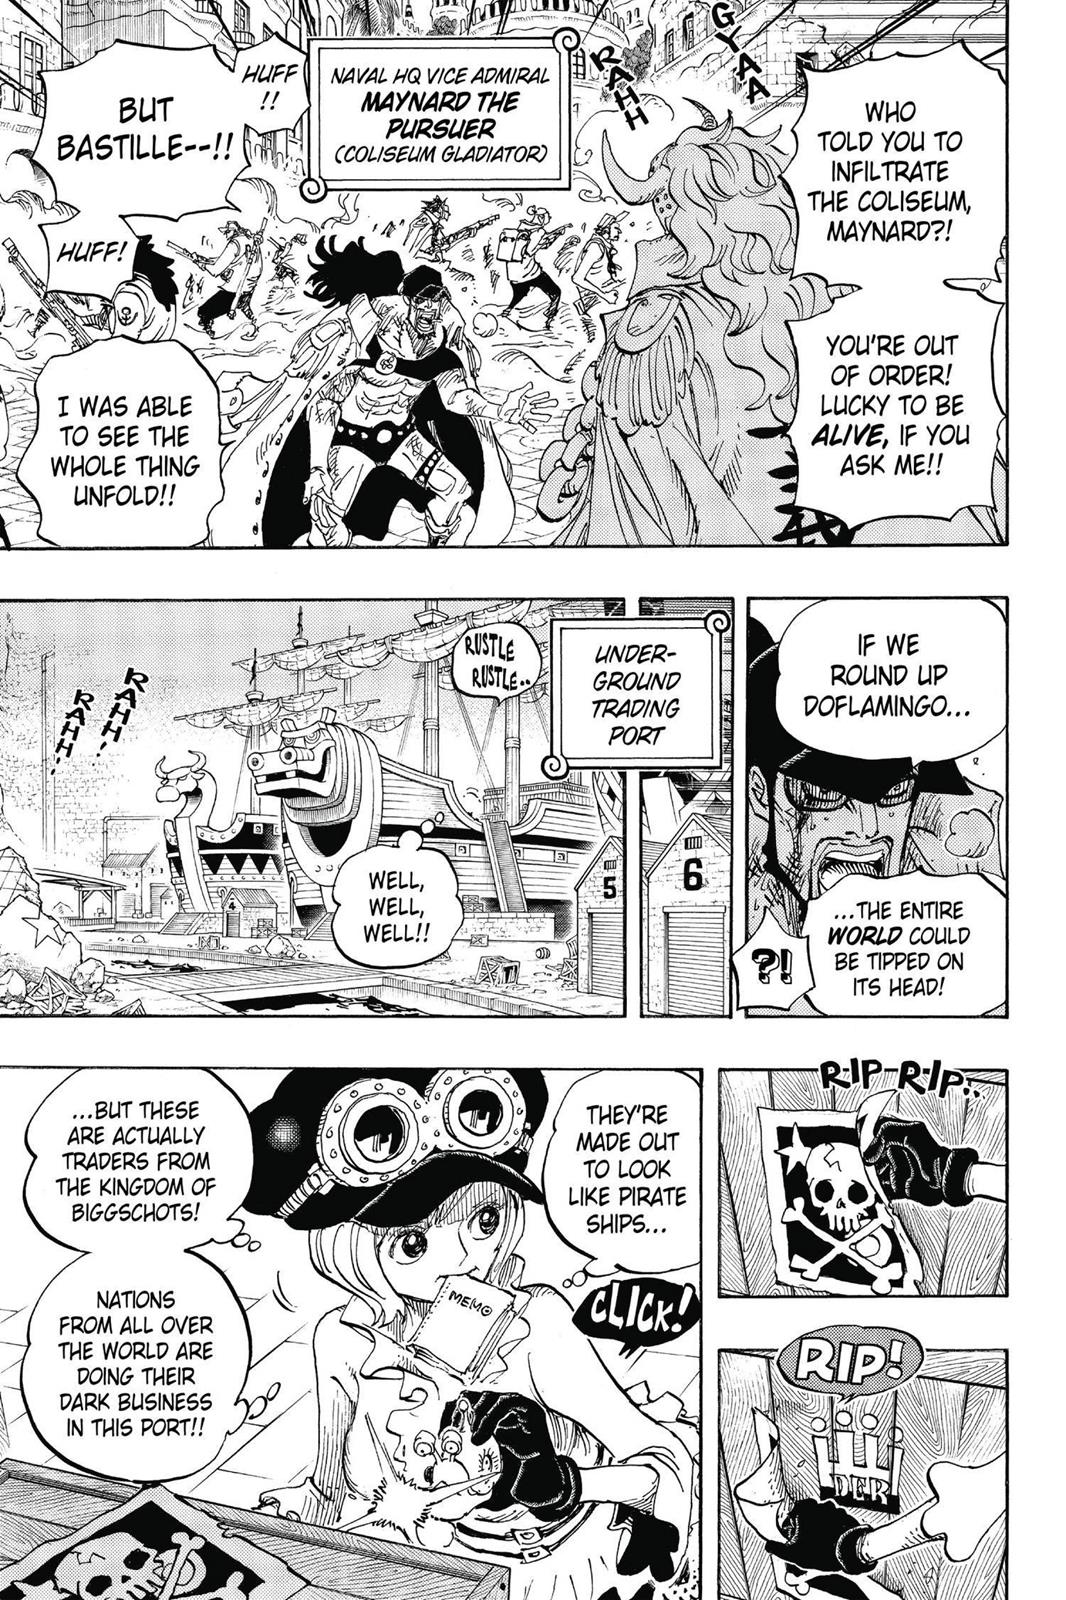 WHO
TOLD YOU TO
INFILTRATE
THE COLISEUM,
MAYNARD?!
YOU'RE OUT
OF ORDER!
LUCKY TO BE
ALIVE, IF YOU
ASK ME!!
GYAA
RAHH
NAVAL HQ VICE ADMIRAL
MAYNARD THE
PURSUER
(COLISEUM GLADIATOR)
HUFF
!!
BUT
BASTILLE--!!
HUFF!
I WAS ABLE
TO SEE THE
WHOLE THING
UNFOLD!!
IF WE
ROUND UP
DOFLAMINGO...
...THE ENTIRE
WORLD COULD
BE TIPPED ON
ITS HEAD!
?!
UNDER-
GROUND
TRADING
PORT
RUSTLE
RUSTLE..
RAHH!
RAHH!
WELL,
WELL,
WELL!!
4
5
6
RIP RIP..
RIP!
DER
THEY'RE
MADE OUT
TO LOOK
LIKE PIRATE
SHIPS...
CLICK!
MEMO
...BUT THESE
ARE ACTUALLY
TRADERS FROM
THE KINGDOM OF
BIGGSCHOTS!
NATIONS
FROM ALL OVER
THE WORLD ARE
DOING THEIR
DARK BUSINESS
IN THIS PORT!!